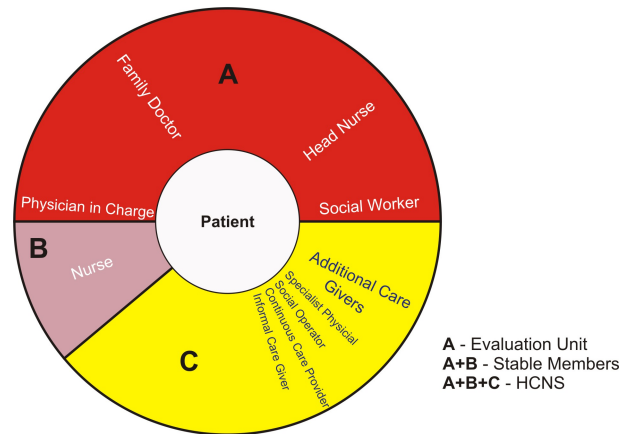 A
Family Doctor
Head Nurse
Physician in Charge
Social Worker
Patient
B
Nurse
Additional Care
Givers
Specialist Physicial
Social Operator
Continuous Care Provider
Informal Care Giver
C
A - Evaluation Unit
A+B - Stable Members
A+B+C - HCNS